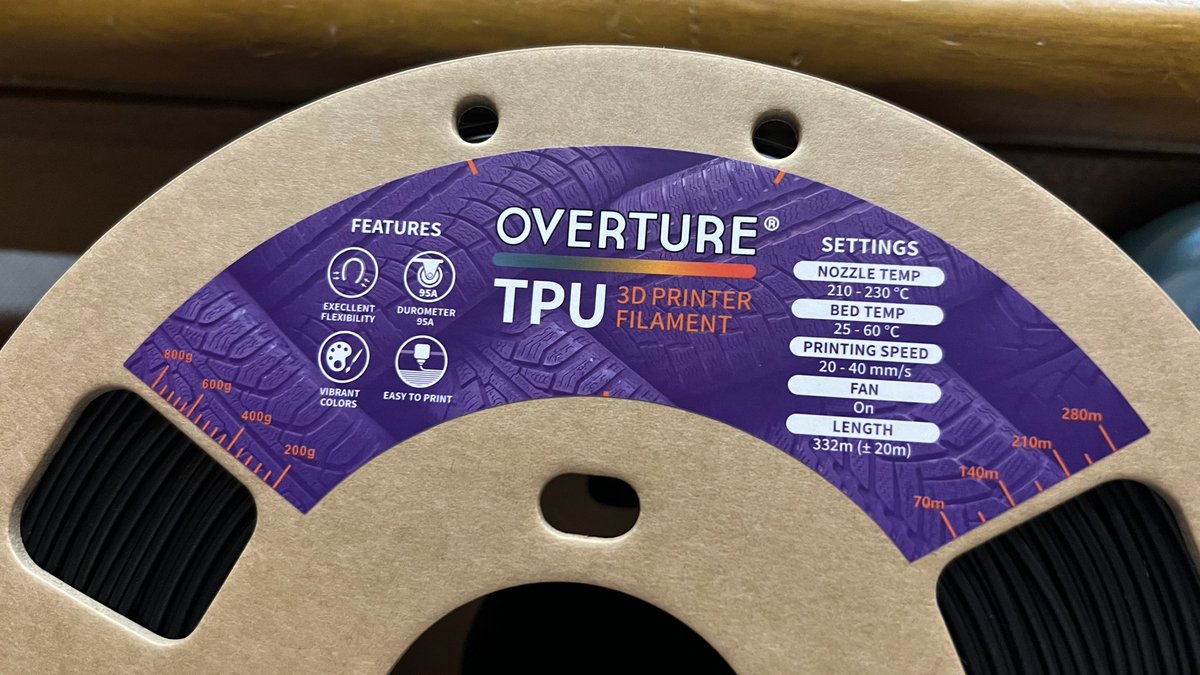 FEATURES
95A
EXECLLENT
FLEXIBILITY
DUROMETER
95A
VIBRANT
COLORS
EASY TO PRINT
800g
600g
400g
200g
OVERTURE®
TPU 3D PRINTER
FILAMENT
SETTINGS
NOZZLE TEMP
210 - 230 °C
BED TEMP
25 - 60 °C
PRINTING SPEED
20 - 40 mm/s
FAN
On
LENGTH
332m (± 20m)
280m
210m
140m
70m